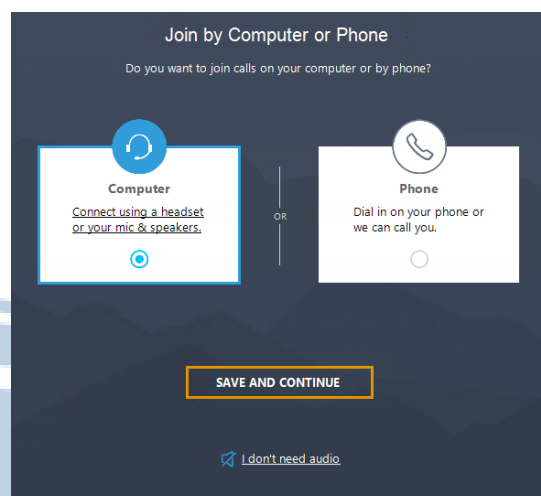 Join by Computer or Phone
Do you want to join calls on your computer or by phone?
Computer
Connect using a headset
or your mic & speakers.
OR
Phone
Dial in on your phone or
we can call you.
SAVE AND CONTINUE
I don't need audio